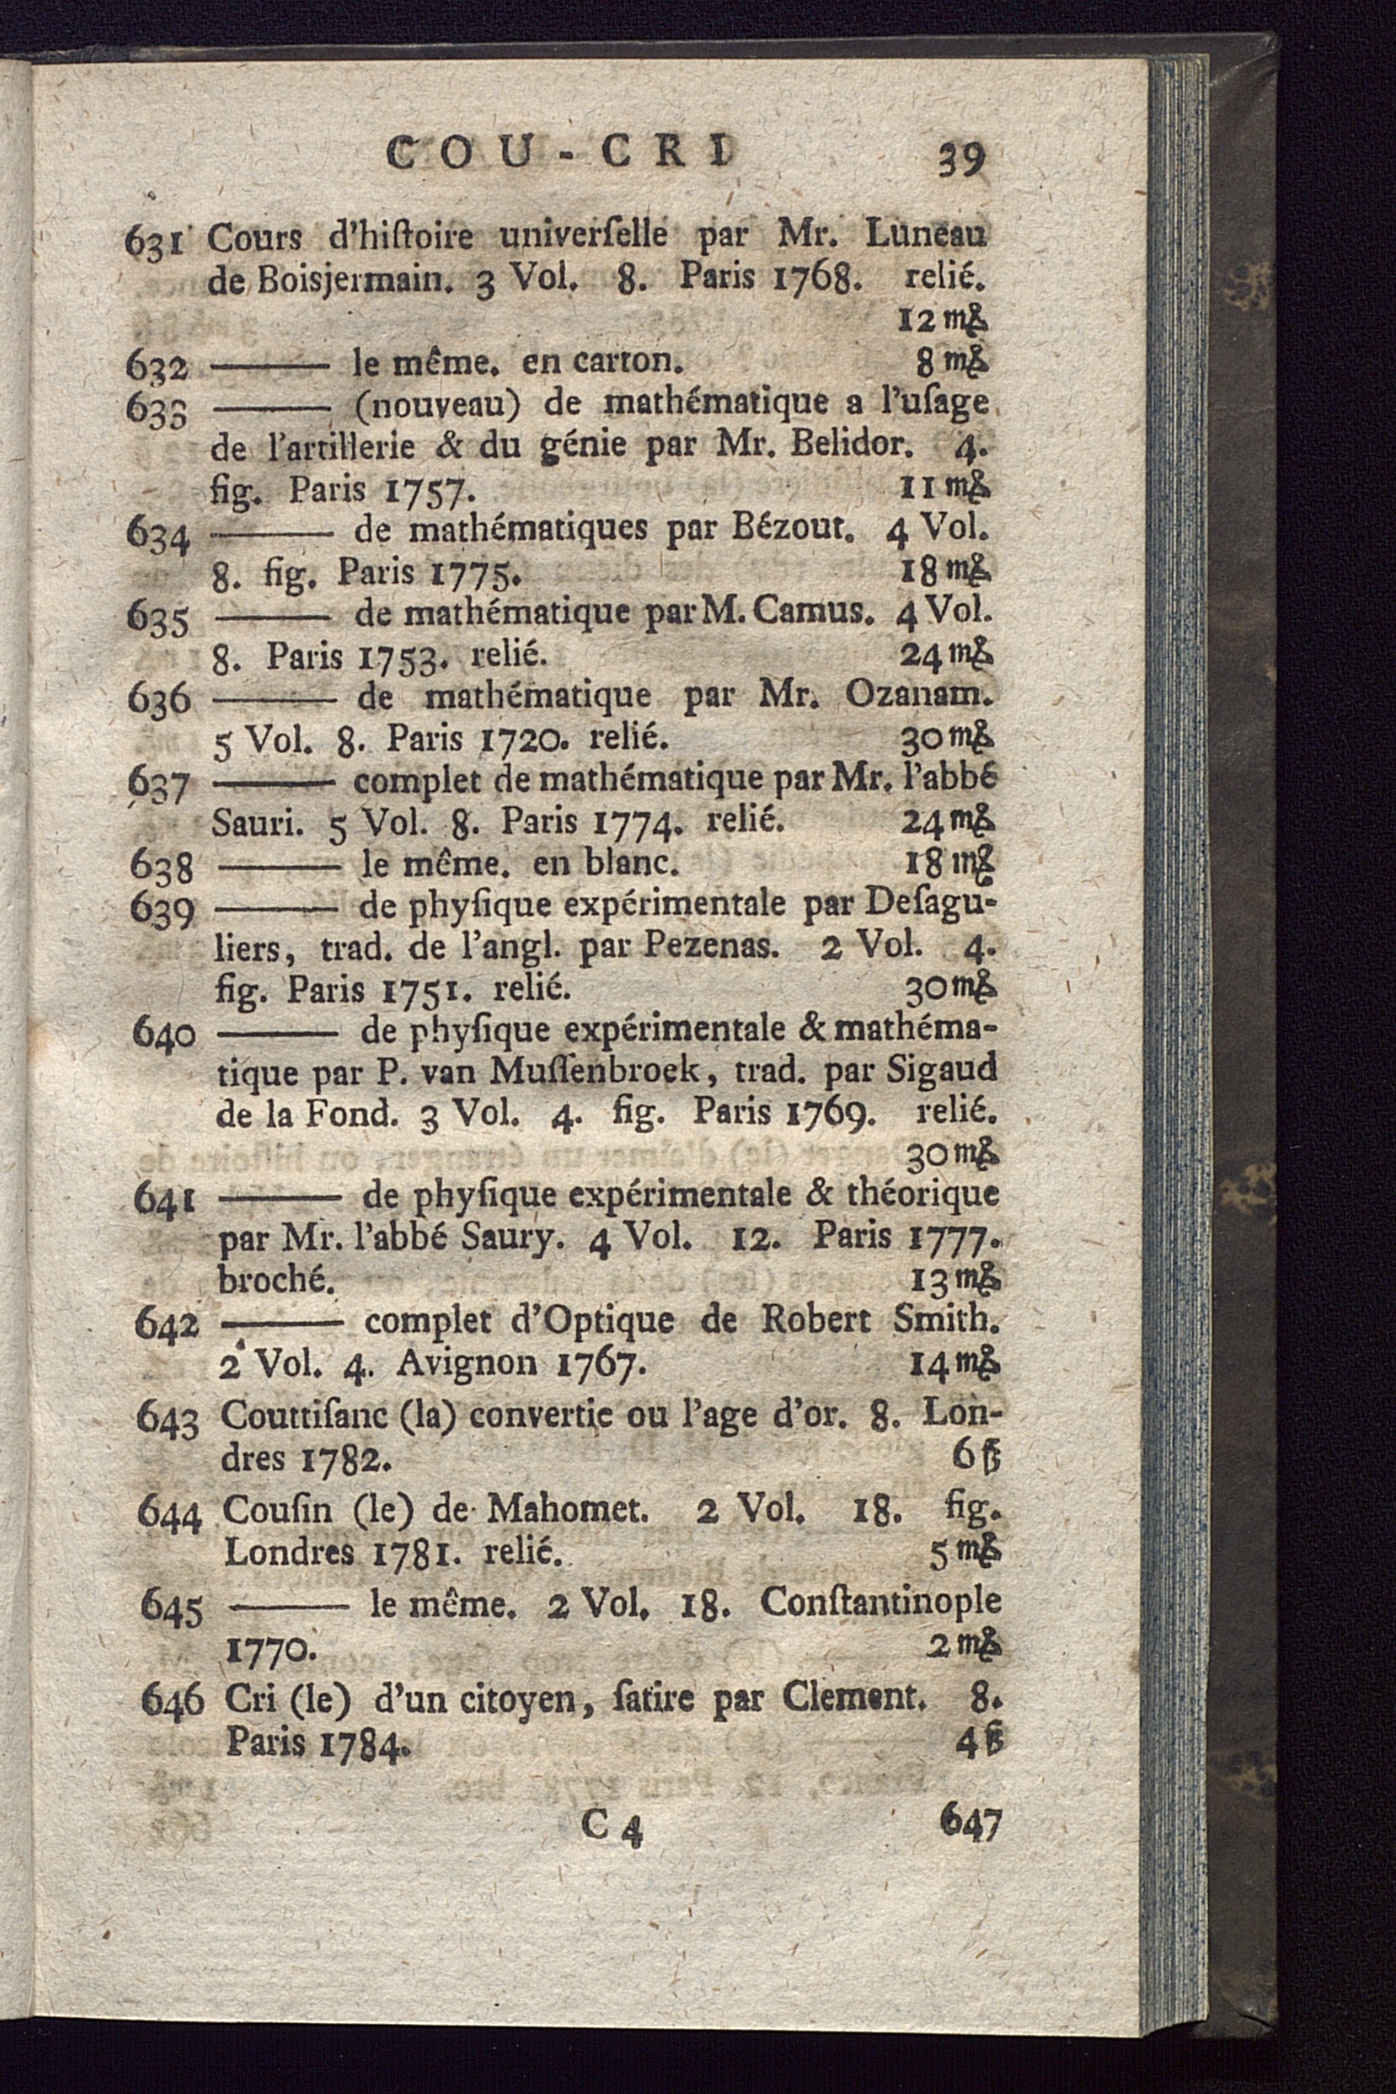 COU-CRI 39
631 Cours d'hiſtoire univerſelle par Mr. Luneau
de Boisjermain. 3 Vol. 8. Paris 1768. relié.
12 m&
632 ——— le même. en carton. 8 m&
633 ——— (nouveau) de mathématique a l'uſage
de l'artillerie & du génie par Mr. Belidor. 4.
fig. Paris 1757. 11 m&
634 ——— de mathématiques par Bézout. 4 Vol.
8. fig. Paris 1775. 18 m&
635 ——— de mathématique par M. Camus. 4 Vol.
8. Paris 1753. relié. 24 m&
636 ——— de mathématique par Mr. Ozanam.
5 Vol. 8. Paris 1720. relié. 30 m&
637 ——— complet de mathématique par Mr. l'abbé
Sauri. 5 Vol. 8. Paris 1774. relié. 24 m&
638 ——— le même. en blanc. 18 m&
639 ——— de phyſique expérimentale par Deſagu-
liers, trad. de l'angl. par Pezenas. 2 Vol. 4.
fig. Paris 1751. relié. 30 m&
640 ——— de phyſique expérimentale & mathéma-
tique par P. van Muſſenbroek, trad. par Sigaud
de la Fond. 3 Vol. 4. fig. Paris 1769. relié.
30 m&
641 ——— de phyſique expérimentale & théorique
par Mr. l'abbé Saury. 4 Vol. 12. Paris 1777.
broché. 13 m&
642 ——— complet d'Optique de Robert Smith.
2 Vol. 4. Avignon 1767. 14 m&
643 Couttiſane (la) convertie ou l'age d'or. 8. Lon-
dres 1782. 6 ß
644 Couſin (le) de Mahomet. 2 Vol. 18. fig.
Londres 1781. relié. 5 m&
645 ——— le même. 2 Vol. 18. Conſtantinople
1770. 2 m&
646 Cri (le) d'un citoyen, ſatire par Clement. 8.
Paris 1784. 4 ß
C 4 647